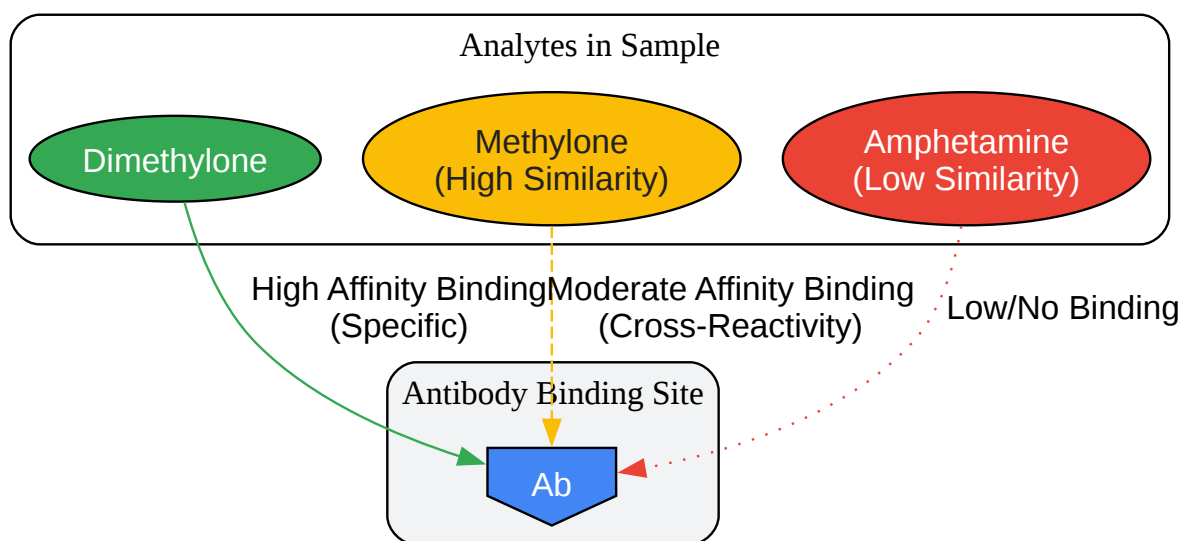 Analytes in Sample
Dimethylone
Methylone
(High Similarity)
Amphetamine
(Low Similarity)
High Affinity Binding
(Specific)
Moderate Affinity Binding
(Cross-Reactivity)
Low/No Binding
Antibody Binding Site
Ab